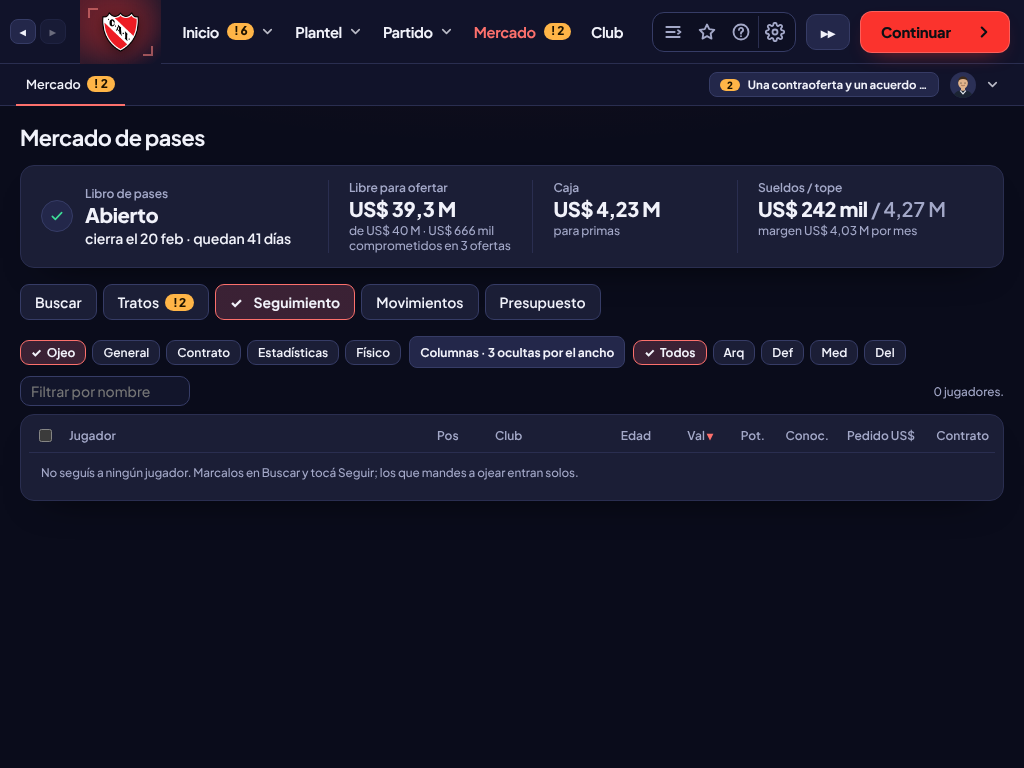 Inicio ! 6 Plantel Partido Mercado ! 2 Club Continuar
Mercado ! 2 2 Una contraoferta y un acuerdo …
Mercado de pases
Libro de pases
Abierto
cierra el 20 feb · quedan 41 días
Libre para ofertar
US$ 39,3 M
de US$ 40 M · US$ 666 mil
comprometidos en 3 ofertas
Caja
US$ 4,23 M
para primas
Sueldos / tope
US$ 242 mil / 4,27 M
margen US$ 4,03 M por mes
Buscar Tratos ! 2 Seguimiento Movimientos Presupuesto
Ojeo General Contrato Estadísticas Físico Columnas · 3 ocultas por el ancho Todos Arq Def Med Del
Filtrar por nombre 0 jugadores.
Jugador Pos Club Edad Val Pot. Conoc. Pedido US$ Contrato
No seguís a ningún jugador. Marcalos en Buscar y tocá Seguir; los que mandes a ojear entran solos.